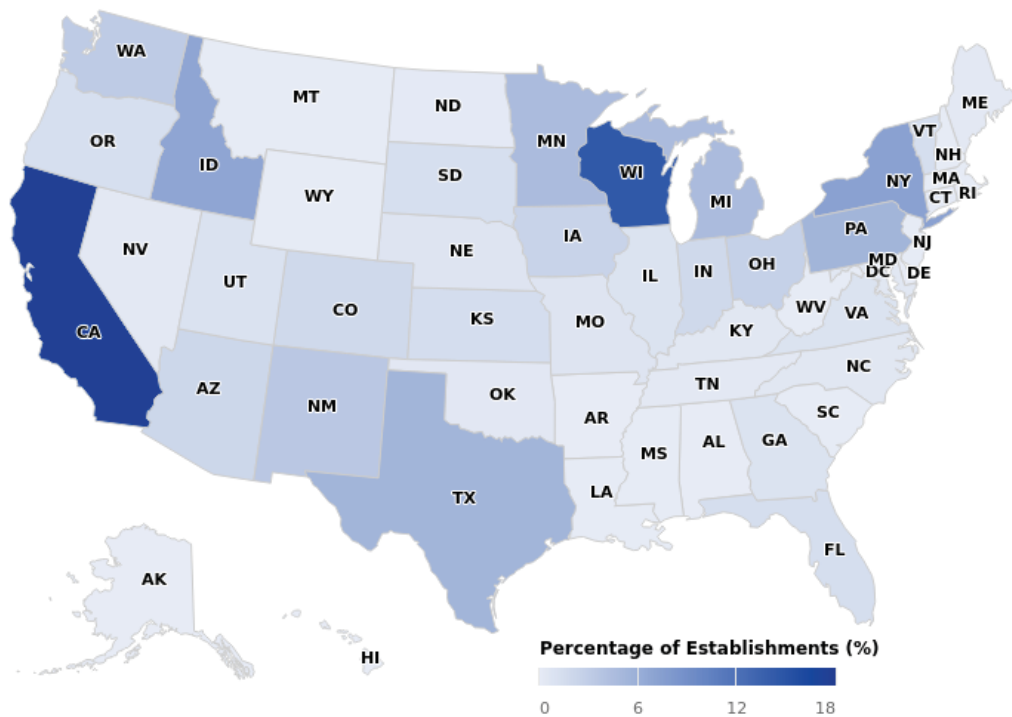 WA
MT
ND
MN
ME
OR
VT
ID
WI
NH
SD
MA
NY
RI
WY
MI
CT
PA
IA
NJ
NV
NE
MD
OH
DC
DE
IN
IL
UT
WV
CO
VA
KS
MO
KY
CA
NC
TN
AZ
OK
NM
SC
AR
GA
AL
MS
LA
TX
FL
AK
HI
Percentage of Establishments (%)
0 6 12 18